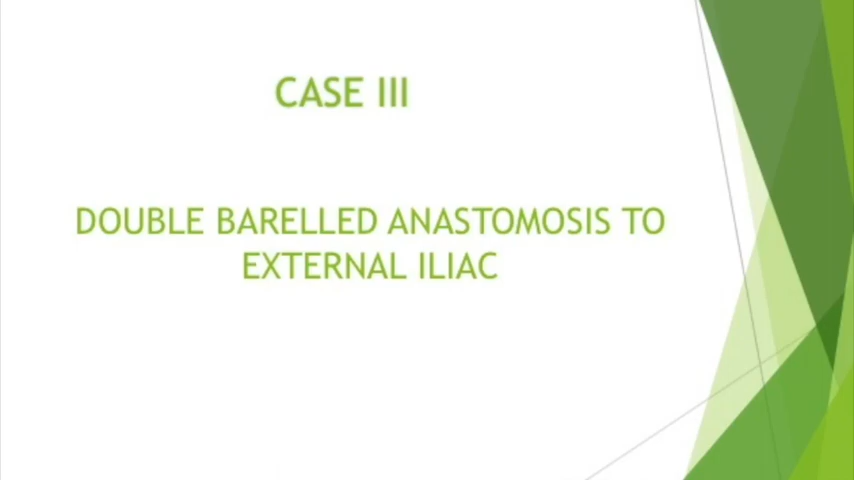 CASE III
DOUBLE BARELLED ANASTOMOSIS TO
EXTERNAL ILIAC